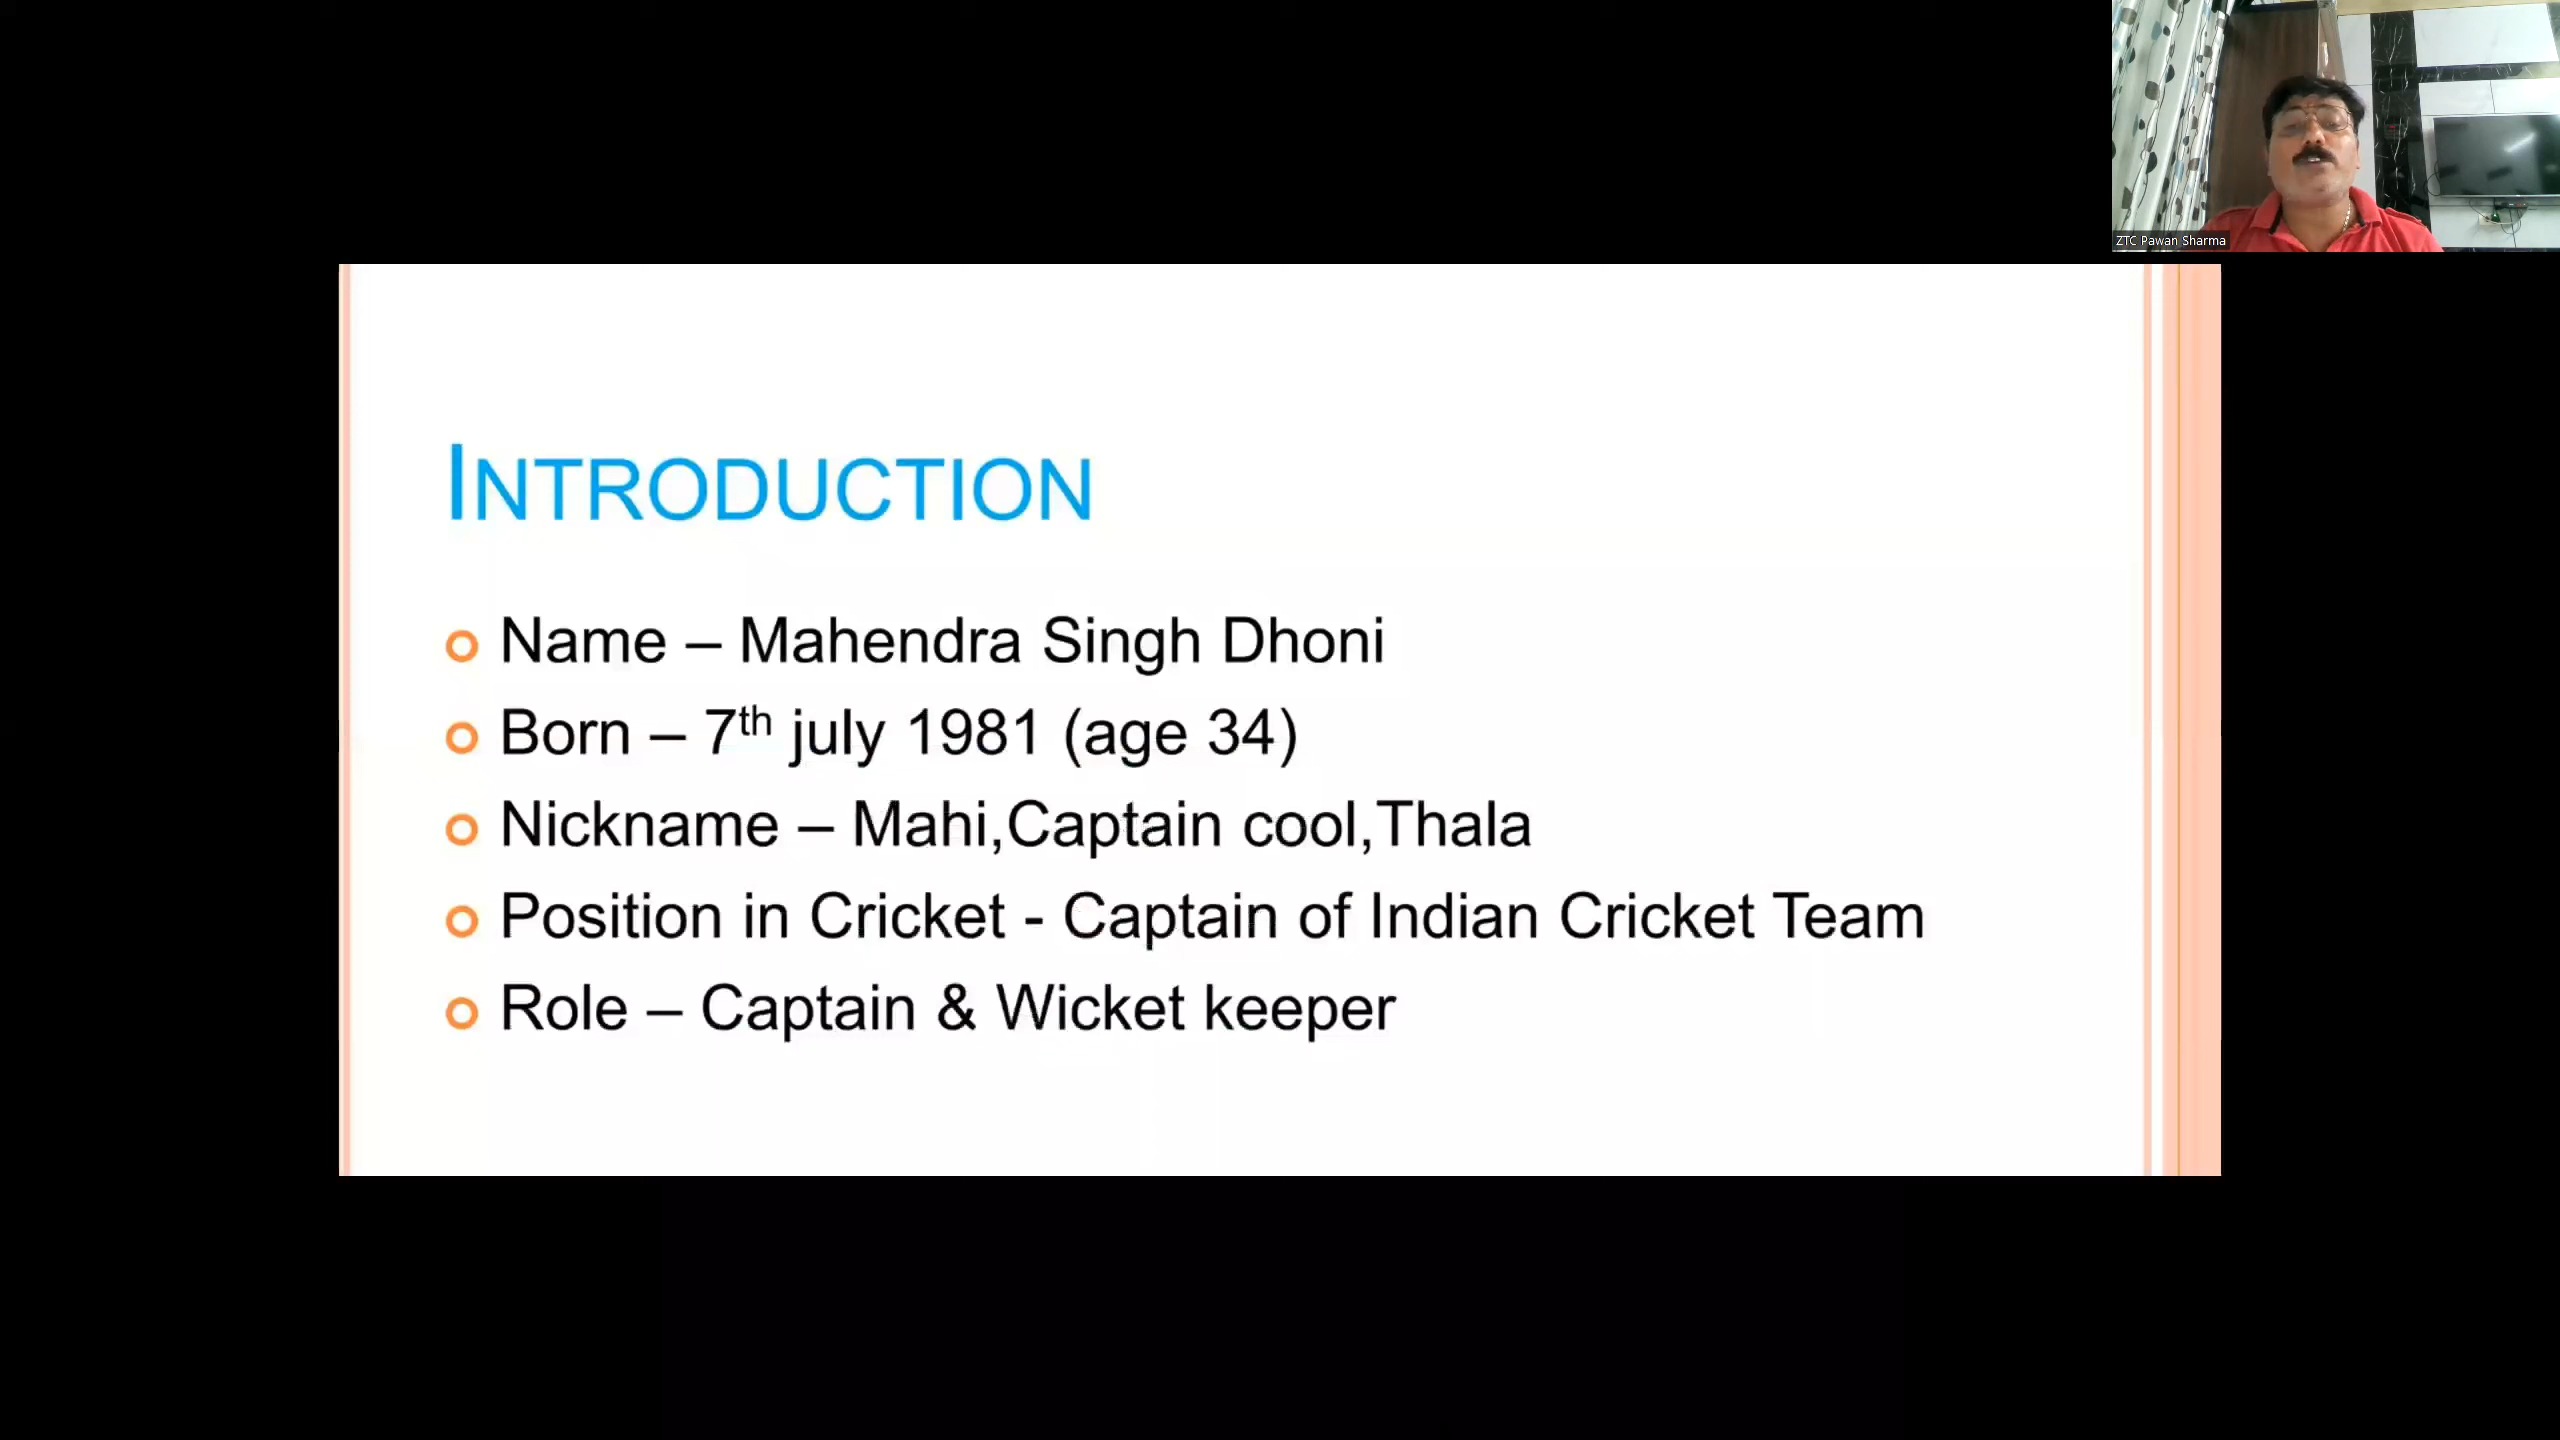 ZTC Pawan Sharma
INTRODUCTION
Name – Mahendra Singh Dhoni
Born – 7th july 1981 (age 34)
Nickname – Mahi,Captain cool,Thala
Position in Cricket - Captain of Indian Cricket Team
Role – Captain & Wicket keeper